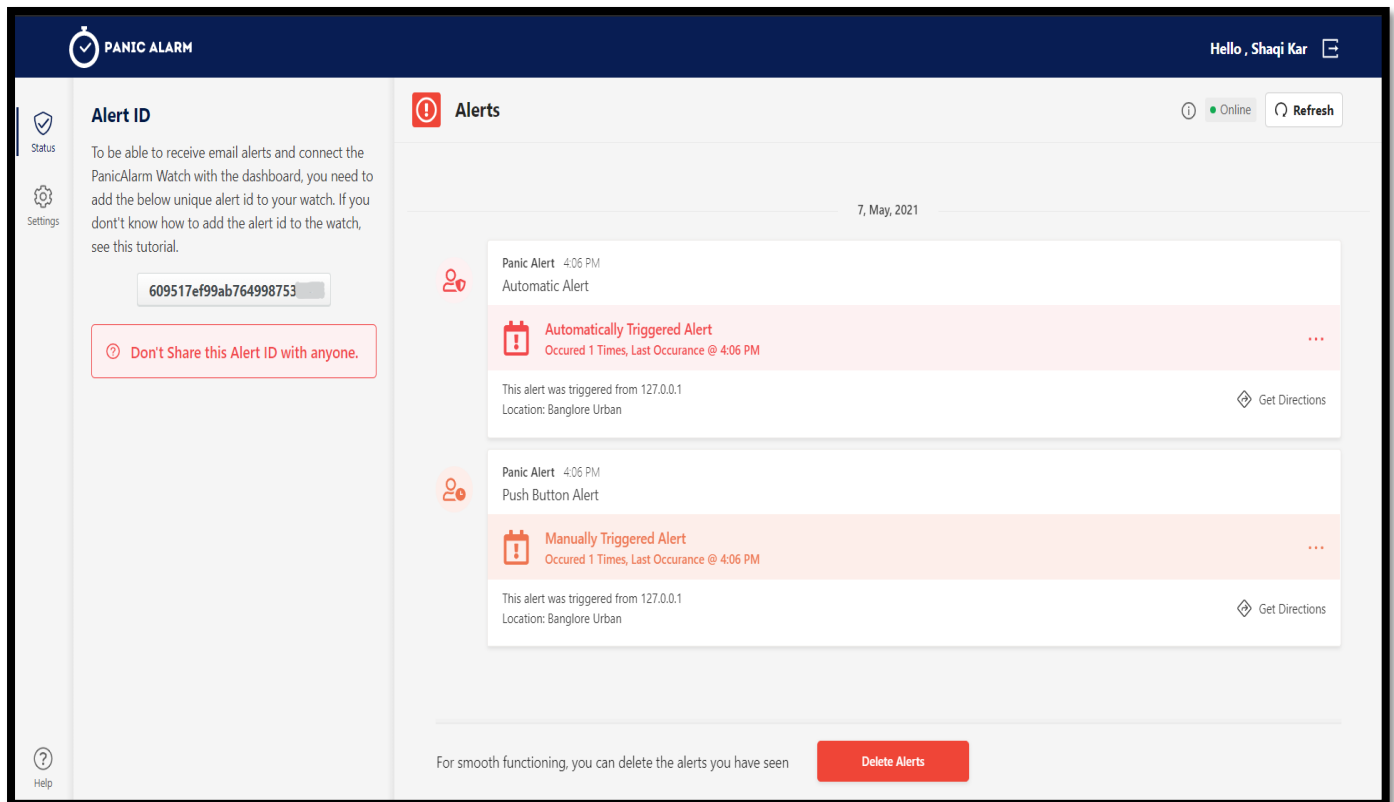 PANIC ALARM
Hello , Shaqi Kar
Status
Settings
Help
Alert ID
To be able to receive email alerts and connect the
PanicAlarm Watch with the dashboard, you need to
add the below unique alert id to your watch. If you
dont't know how to add the alert id to the watch,
see this tutorial.
609517ef99ab764998753
Don't Share this Alert ID with anyone.
Alerts
Online
Refresh
7, May, 2021
Panic Alert 4:06 PM
Automatic Alert
Automatically Triggered Alert
Occured 1 Times, Last Occurance @ 4:06 PM
...
This alert was triggered from 127.0.0.1
Location: Banglore Urban
Get Directions
Panic Alert 4:06 PM
Push Button Alert
Manually Triggered Alert
Occured 1 Times, Last Occurance @ 4:06 PM
...
This alert was triggered from 127.0.0.1
Location: Banglore Urban
Get Directions
For smooth functioning, you can delete the alerts you have seen
Delete Alerts